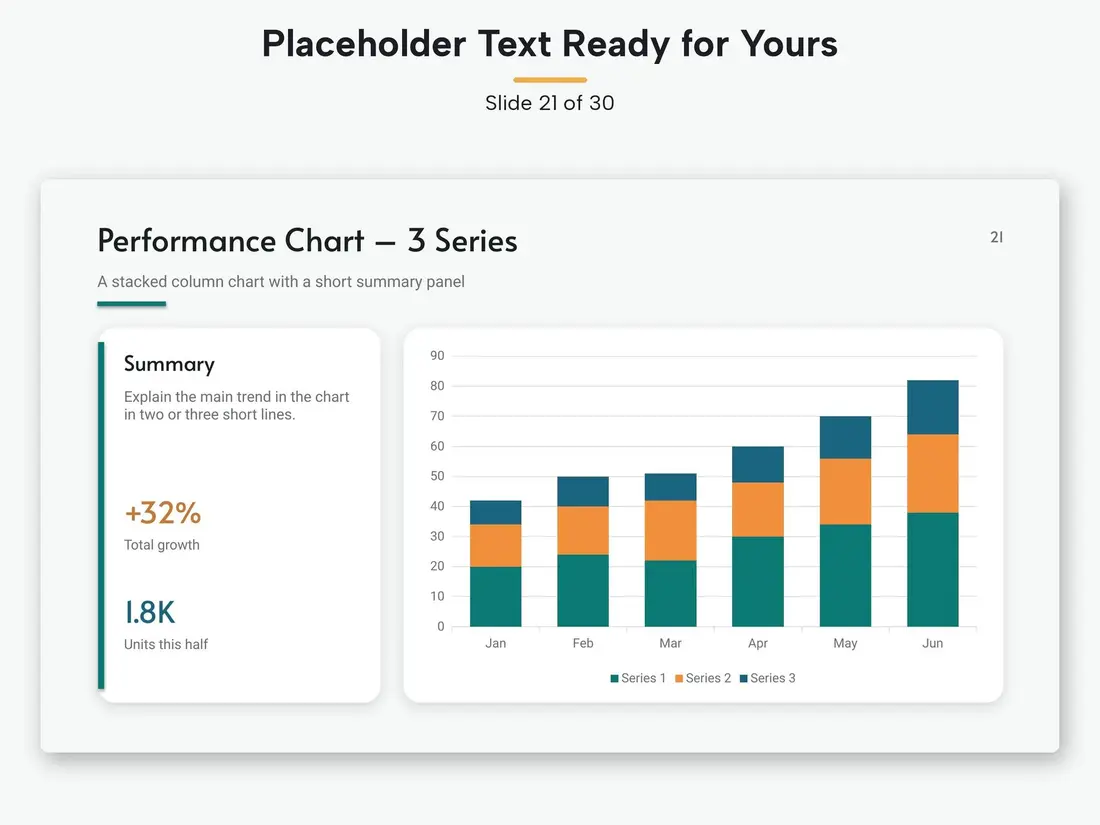 Placeholder Text Ready for Yours
Slide 21 of 30
Performance Chart – 3 Series
21
A stacked column chart with a short summary panel
Summary
Explain the main trend in the chart
in two or three short lines.
+32%
Total growth
1.8K
Units this half
90
80
70
60
50
40
30
20
10
0
Jan Feb Mar Apr May Jun
Series 1 Series 2 Series 3